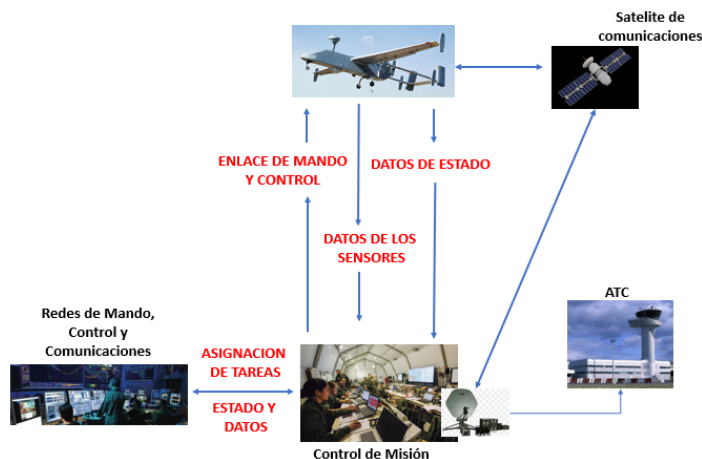 Satelite de
comunicaciones
ENLACE DE MANDO
Y CONTROL
DATOS DE ESTADO
DATOS DE LOS
SENSORES
Redes de Mando,
Control y
Comunicaciones
ATC
ASIGNACION
DE TAREAS
ESTADO Y
DATOS
Control de Misión